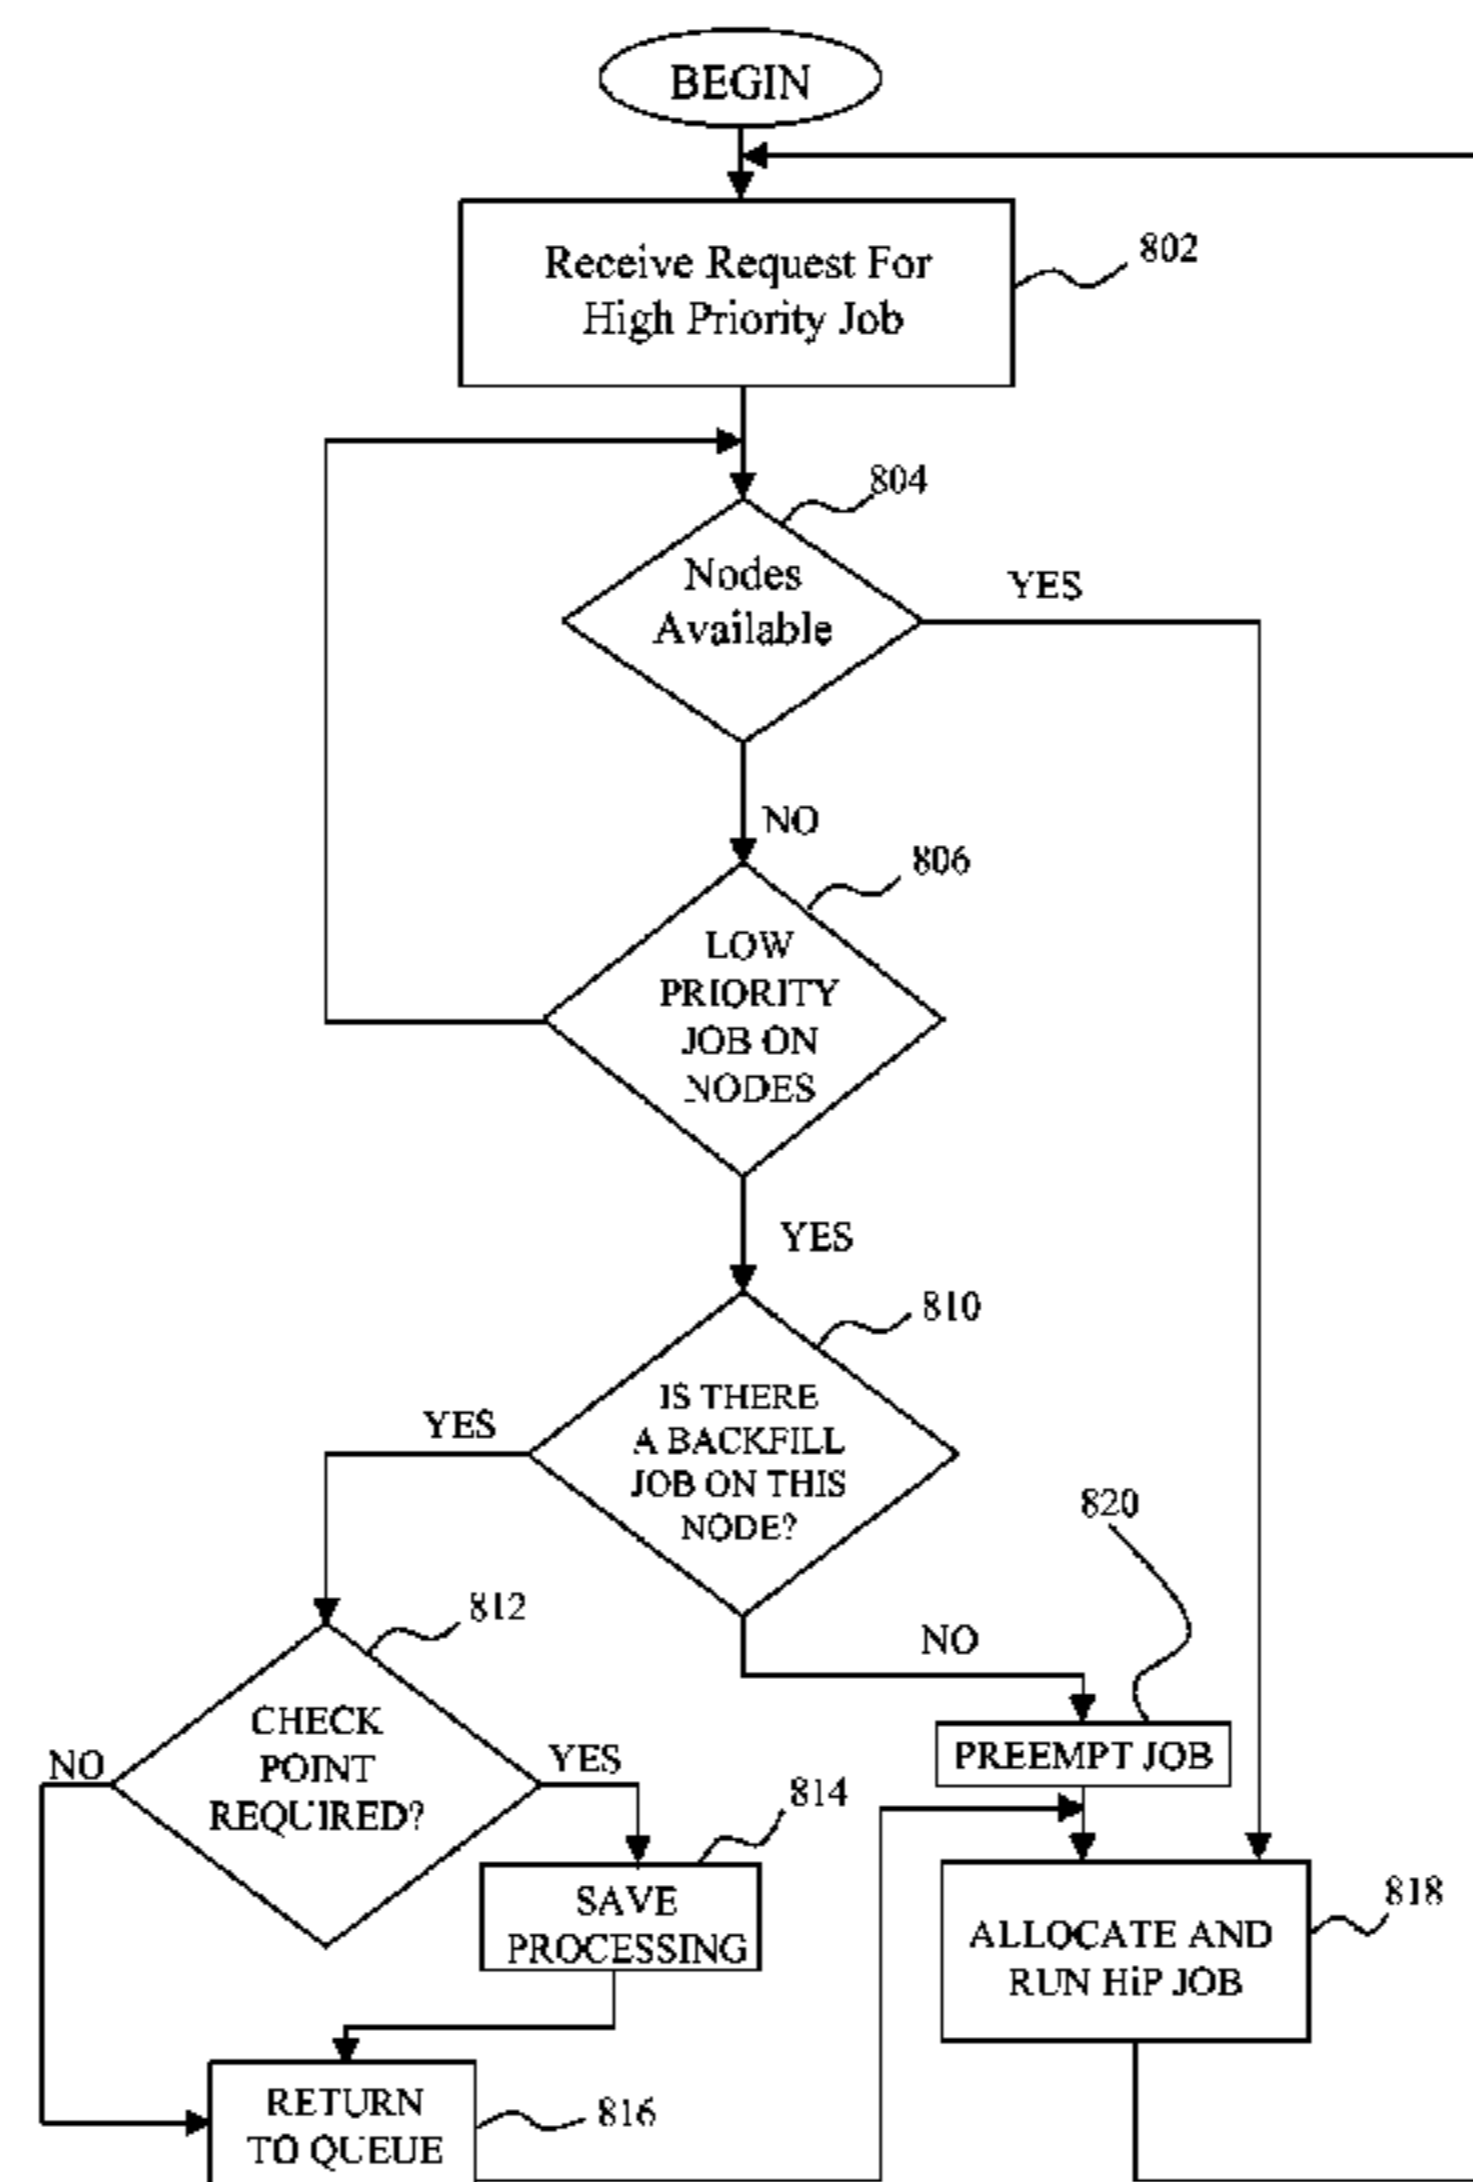 BEGIN
Receive Request For
High Priority Job
802
804
Nodes
Available
YES
NO
806
LOW
PRIORITY
JOB ON
NODES
YES
810
IS THERE
A BACKFILL
JOB ON THIS
NODE?
YES
NO
820
812
CHECK
POINT
REQUIRED?
NO
YES
PREEMPT JOB
814
SAVE
PROCESSING
818
ALLOCATE AND
RUN HiP JOB
RETURN
TO QUEUE
816